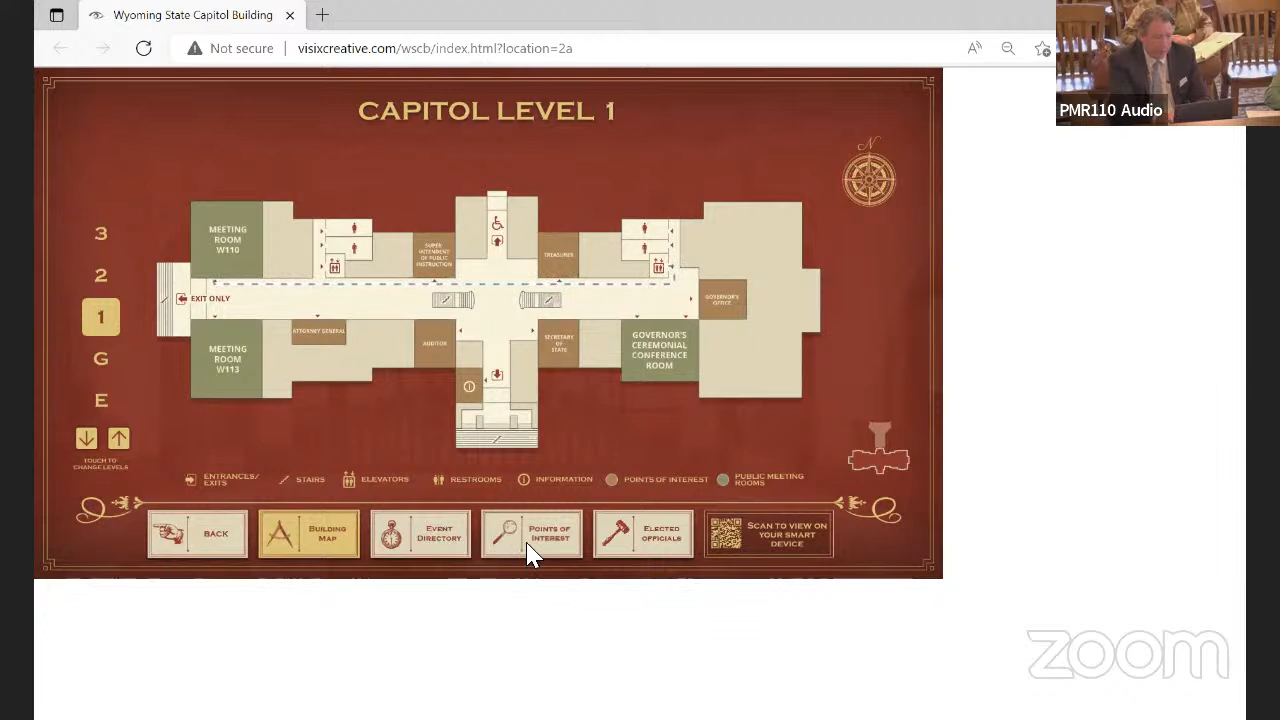 Wyoming State Capitol Building
Not secure | visixcreative.com/wscb/index.html?location=2a
PMR110 Audio
CAPITOL LEVEL 1
N
3
2
1
G
E
TOUCH TO
CHANGE LEVELS
MEETING
ROOM
W110
SUPER
INTENDENT
OF PUBLIC
INSTRUCTION
TREASURER
EXIT ONLY
GOVERNOR'S
OFFICE
MEETING
ROOM
W113
ATTORNEY GENERAL
AUDITOR
SECRETARY
OF
STATE
GOVERNOR'S
CEREMONIAL
CONFERENCE
ROOM
ENTRANCES/
EXITS
STAIRS
ELEVATORS
RESTROOMS
INFORMATION
POINTS OF INTEREST
PUBLIC MEETING
ROOMS
BACK
BUILDING
MAP
EVENT
DIRECTORY
POINTS OF
INTEREST
ELECTED
OFFICIALS
SCAN TO VIEW ON
YOUR SMART
DEVICE
zoom